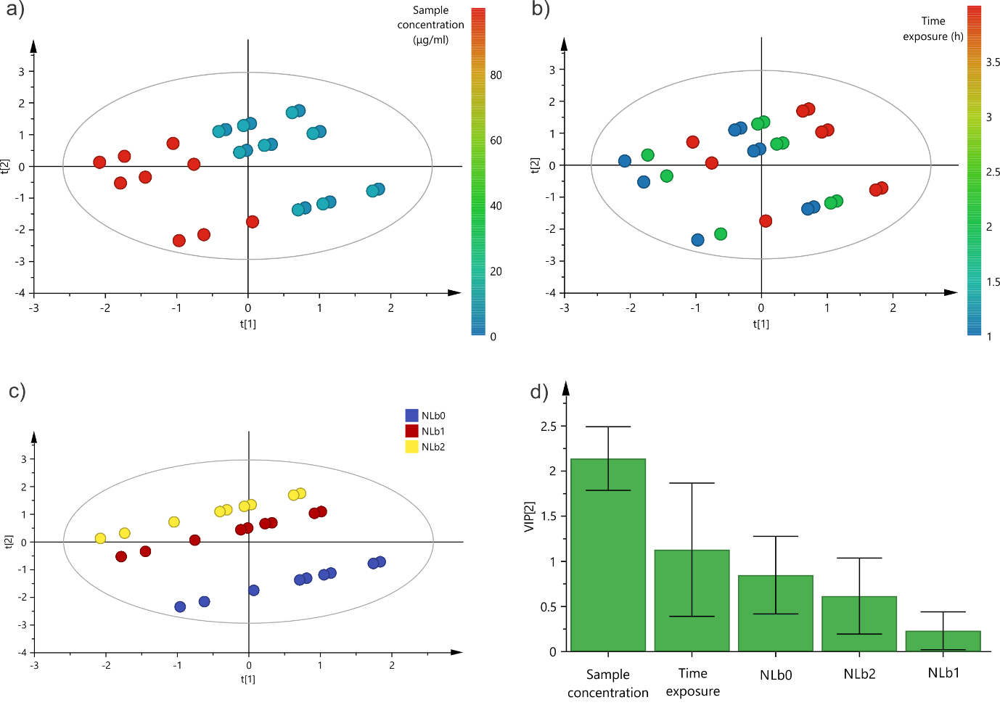 a)
Sample
concentration
(µg/ml)
80
60
40
20
0
t[2]
3
2
1
0
-1
-2
-3
-4
-3
-2
-1
0
1
2
t[1]
b)
Time
exposure (h)
3.5
3
2.5
2
1.5
1
t[2]
3
2
1
0
-1
-2
-3
-4
-3
-2
-1
0
1
2
t[1]
c)
NLb0
NLb1
NLb2
t[2]
3
2
1
0
-1
-2
-3
-4
-3
-2
-1
0
1
2
t[1]
d)
VIP[2]
2.5
2
1.5
1
0.5
0
Sample
concentration
Time
exposure
NLb0
NLb2
NLb1